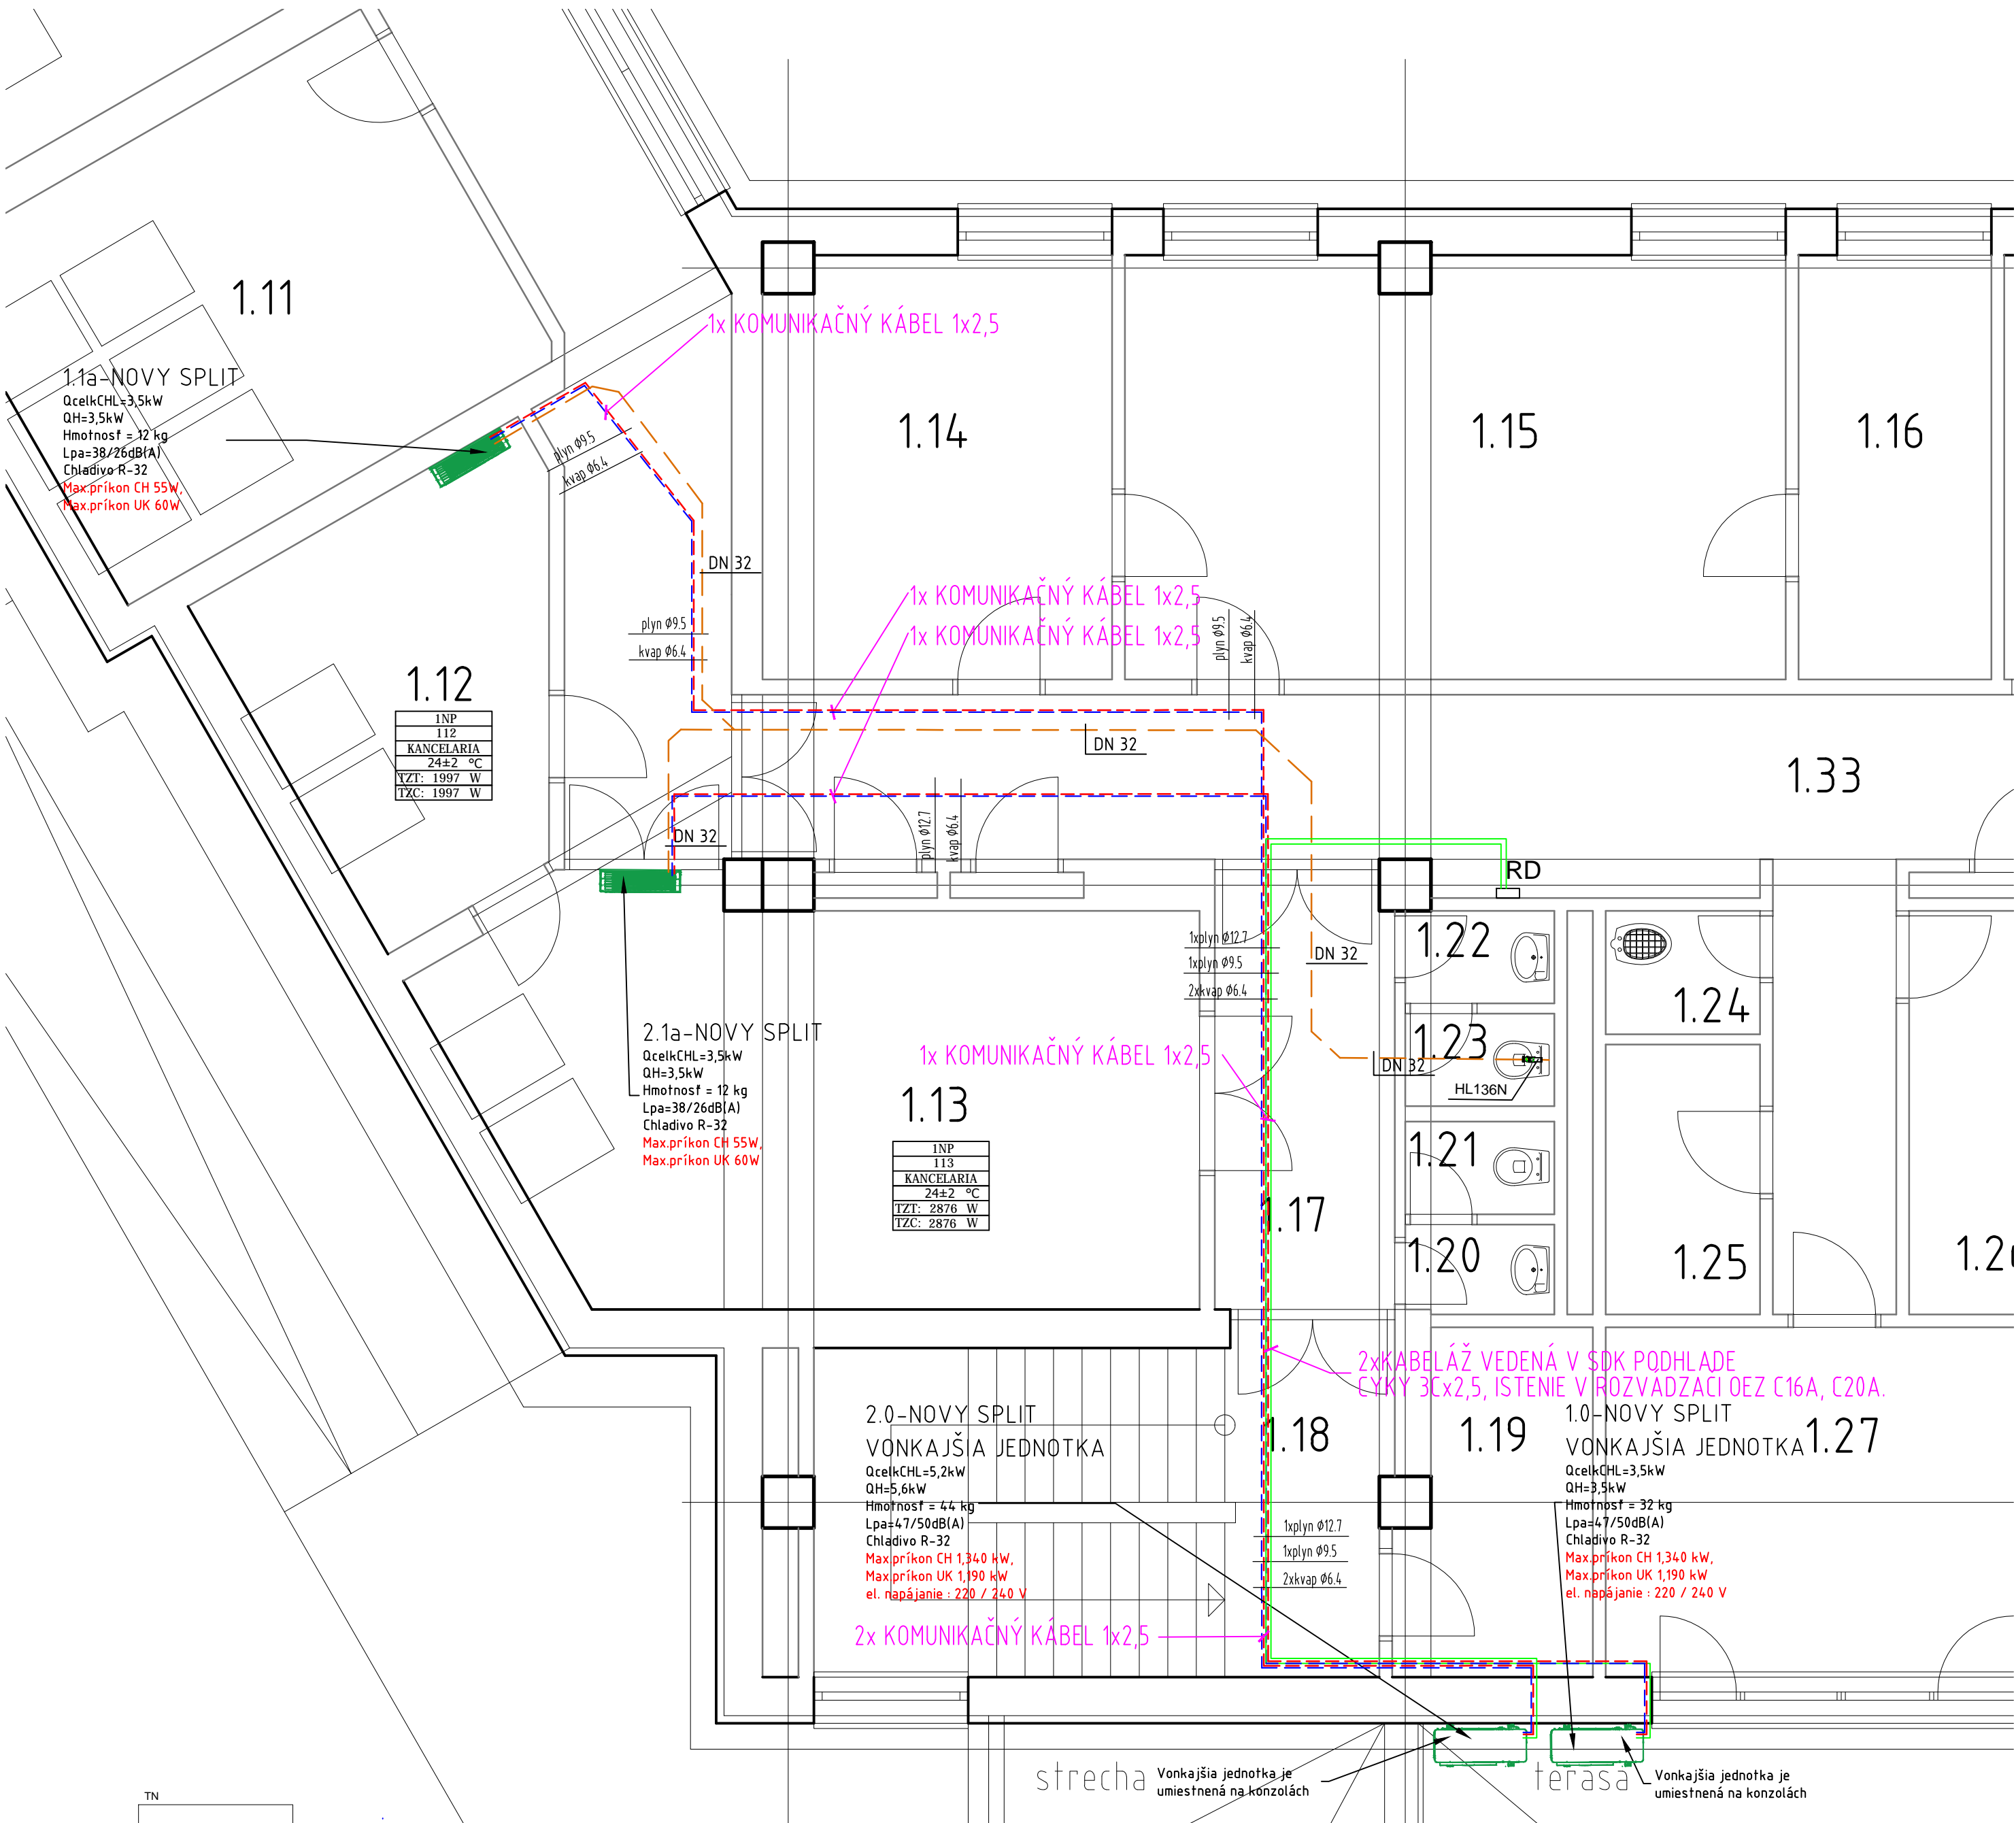 1.11
1x KOMUNIKAČNÝ KÁBEL 1x2,5
1.1a-NOVY SPLIT
QcelkCHL=3,5kW
QH=3,5kW
Hmotnosť = 12 kg
Lpa=38/26dB(A)
Chladivo R-32
Max.príkon CH 55W,
Max.príkon UK 60W
plyn Ø9.5
kvap Ø6.4
1.14
1.15
1.16
DN 32
1x KOMUNIKAČNÝ KÁBEL 1x2,5
1x KOMUNIKAČNÝ KÁBEL 1x2,5
plyn Ø9.5
kvap Ø6.4
plyn Ø9.5
kvap Ø6.4
1.12
1NP
112
KANCELARIA
24±2 °C
TZT: 1997 W
TZC: 1997 W
DN 32
1.33
DN 32
plyn Ø12.7
kvap Ø6.4
RD
1xplyn Ø12.7
1xplyn Ø9.5
2xkvap Ø6.4
DN 32
1.22
1.24
2.1a-NOVY SPLIT
QcelkCHL=3,5kW
QH=3,5kW
Hmotnosť = 12 kg
Lpa=38/26dB(A)
Chladivo R-32
Max.príkon CH 55W,
Max.príkon UK 60W
1x KOMUNIKAČNÝ KÁBEL 1x2,5
1.23
DN 32
HL136N
1.13
1NP
113
KANCELARIA
24±2 °C
TZT: 2876 W
TZC: 2876 W
1.21
1.17
1.20
1.25
1.26
2xKABELÁŽ VEDENÁ V SDK PODHLADE
CYKY 3Cx2,5, ISTENIE V ROZVÁDZAČI OEZ C16A, C20A.
2.0-NOVY SPLIT
VONKAJŠIA JEDNOTKA
QcelkCHL=5,2kW
QH=5,6kW
Hmotnosť = 44 kg
Lpa=47/50dB(A)
Chladivo R-32
Max.príkon CH 1,340 kW,
Max.príkon UK 1,190 kW
el. napájanie : 220 / 240 V
1.18
1.19
1.0-NOVY SPLIT
VONKAJŠIA JEDNOTKA
QcelkCHL=3,5kW
QH=3,5kW
Hmotnosť = 32 kg
Lpa=47/50dB(A)
Chladivo R-32
Max.príkon CH 1,340 kW,
Max.príkon UK 1,190 kW
el. napájanie : 220 / 240 V
1.27
1xplyn Ø12.7
1xplyn Ø9.5
2xkvap Ø6.4
2x KOMUNIKAČNÝ KÁBEL 1x2,5
strecha
Vonkajšia jednotka je
umiestnená na konzolách
terasa
Vonkajšia jednotka je
umiestnená na konzolách
TN